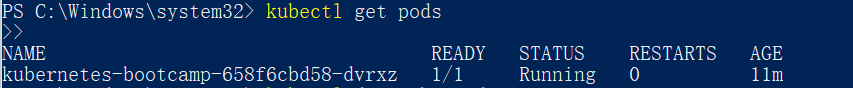 PS C:\Windows\system32> kubectl get pods
>>
NAME READY STATUS RESTARTS AGE
kubernetes-bootcamp-658f6cbd58-dvrxz 1/1 Running 0 11m